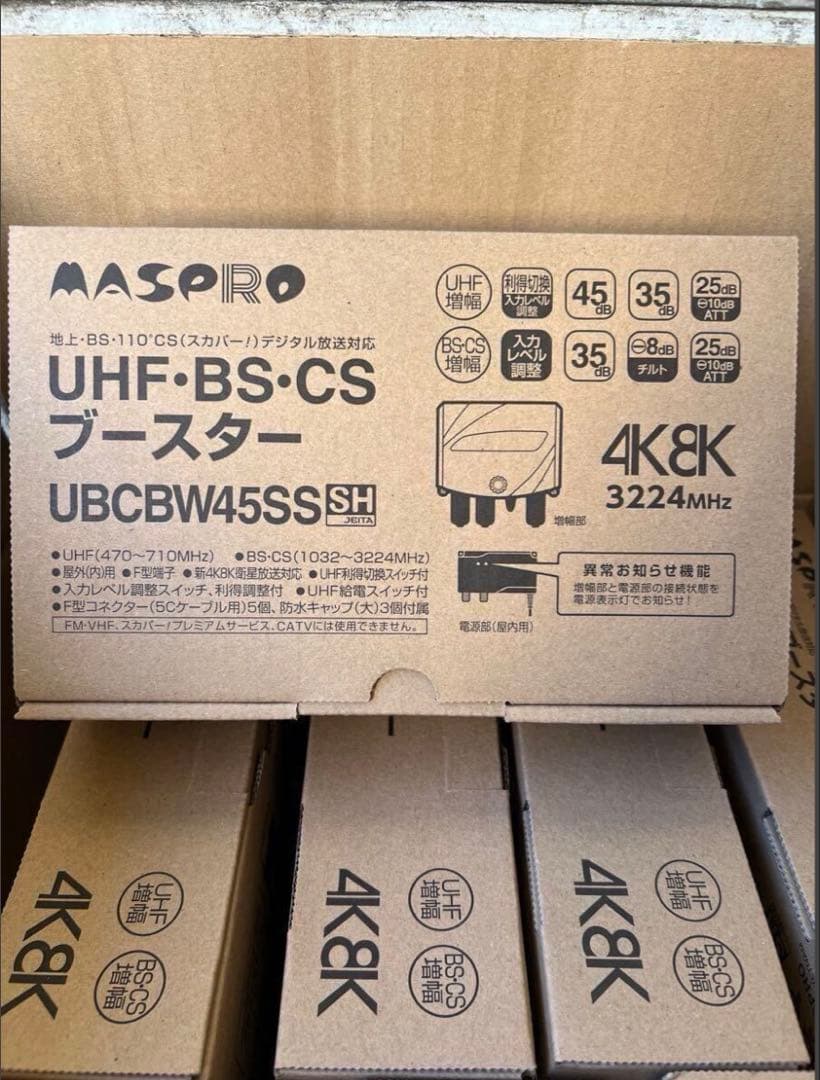 MASPRO
地上・BS・110°CS(スカパー!)デジタル放送対応
UHF・BS・CS
ブースター
UBCBW45SS SH JEITA
UHF増幅 利得切換 入力レベル調整 45dB 35dB 25dB ⊖10dB ATT
BS・CS増幅 入力レベル調整 35dB ⊖8dB チルト 25dB ⊖10dB ATT
4K8K
3224MHz
増幅部
●UHF(470〜710MHz) ●BS・CS(1032〜3224MHz)
●屋外(内)用 ●F型端子 ●新4K8K衛星放送対応 ●UHF利得切換スイッチ付
●入力レベル調整スイッチ、利得調整付 ●UHF給電スイッチ付
●F型コネクター(5Cケーブル用)5個、防水キャップ(大)3個付属
FM・VHF、スカパー!プレミアムサービス、CATVには使用できません。
異常お知らせ機能
増幅部と電源部の接続状態を
電源表示灯でお知らせ!
電源部(屋内用)
4K8K
UHF増幅
BS・CS増幅
4K8K
UHF増幅
BS・CS増幅
4K8K
UHF増幅
BS・CS増幅
MASPRO